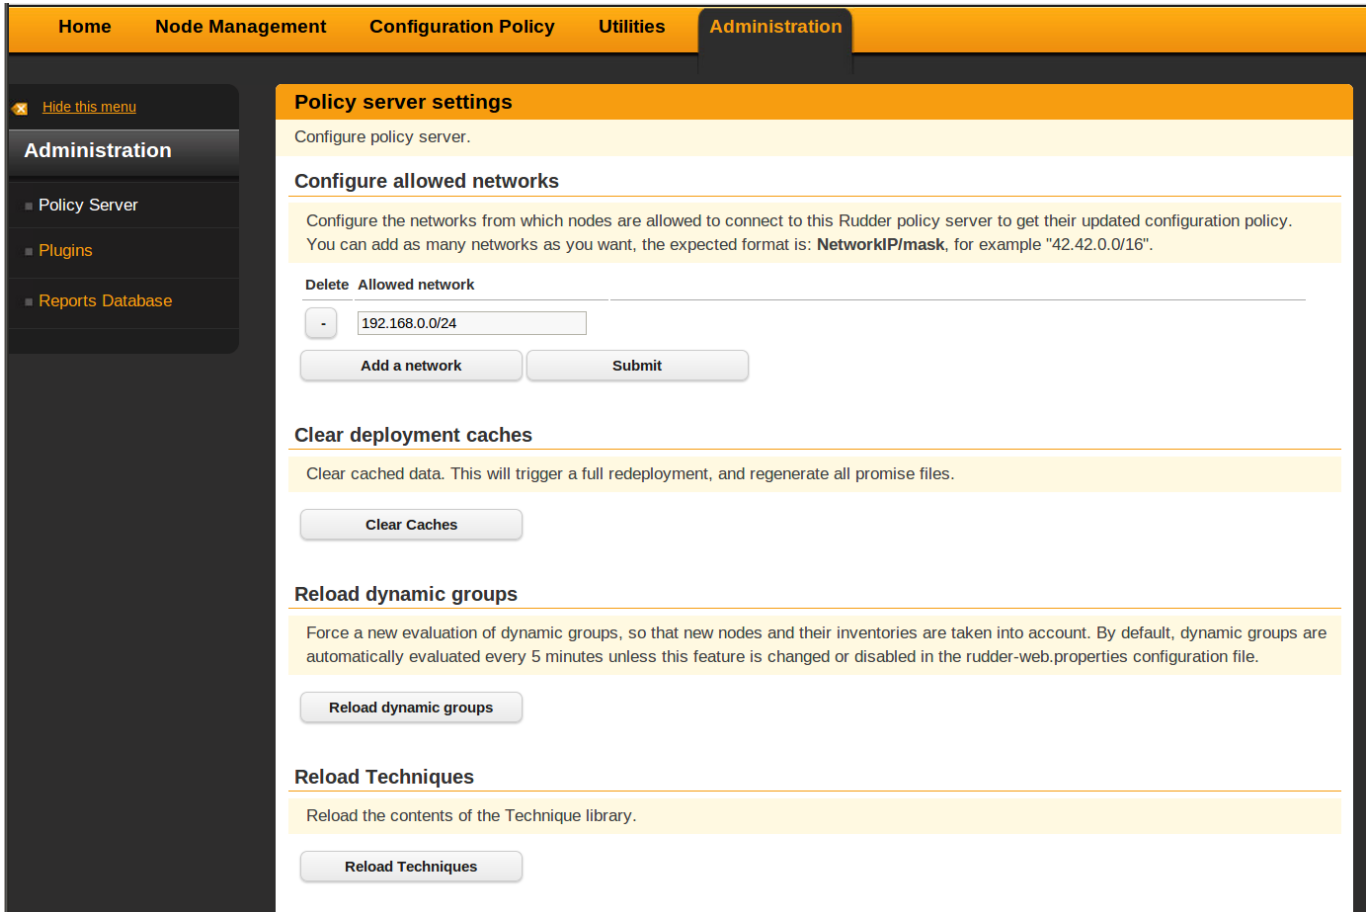 Home Node Management Configuration Policy Utilities Administration
Hide this menu
Administration
Policy Server
Plugins
Reports Database
Policy server settings
Configure policy server.
Configure allowed networks
Configure the networks from which nodes are allowed to connect to this Rudder policy server to get their updated configuration policy.
You can add as many networks as you want, the expected format is: NetworkIP/mask, for example "42.42.0.0/16".
Delete Allowed network
- 192.168.0.0/24
Add a network Submit
Clear deployment caches
Clear cached data. This will trigger a full redeployment, and regenerate all promise files.
Clear Caches
Reload dynamic groups
Force a new evaluation of dynamic groups, so that new nodes and their inventories are taken into account. By default, dynamic groups are
automatically evaluated every 5 minutes unless this feature is changed or disabled in the rudder-web.properties configuration file.
Reload dynamic groups
Reload Techniques
Reload the contents of the Technique library.
Reload Techniques